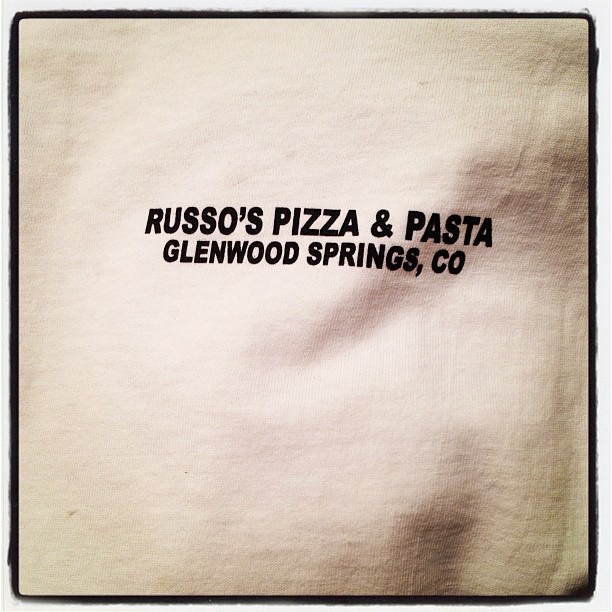 RUSSO'S PIZZA & PASTA
GLENWOOD SPRINGS, CO